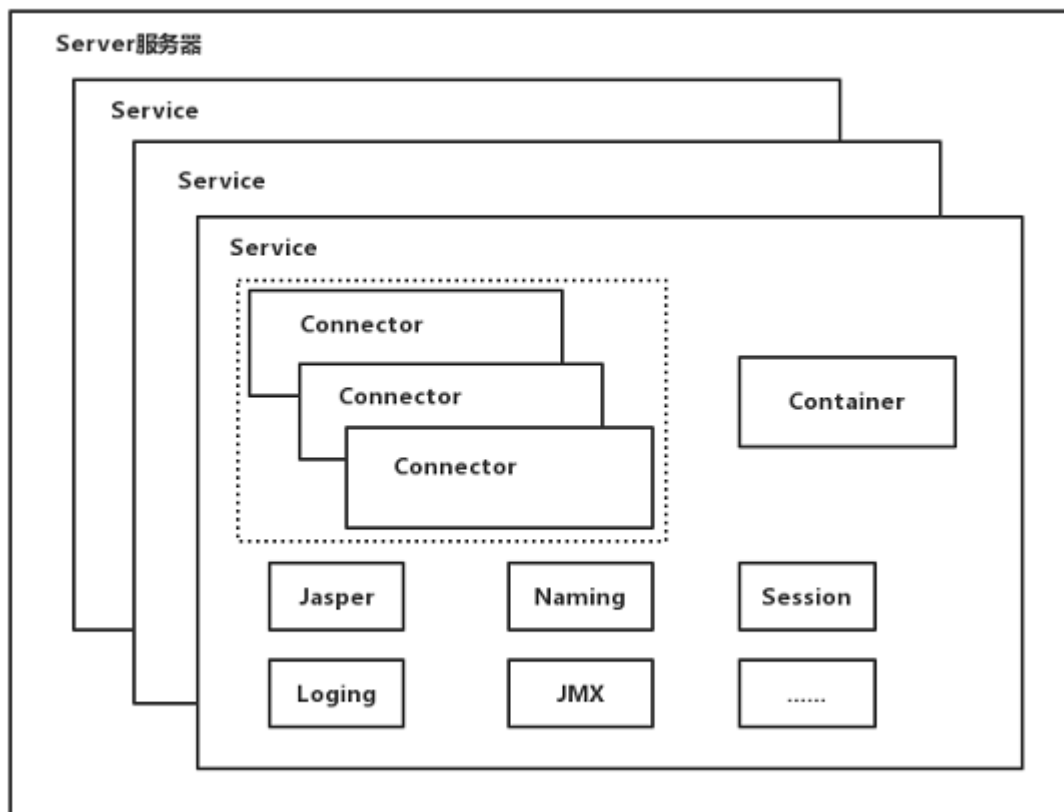 Server服务器
Service
Service
Service
Connector
Connector
Connector
Container
Jasper
Naming
Session
Loging
JMX
......